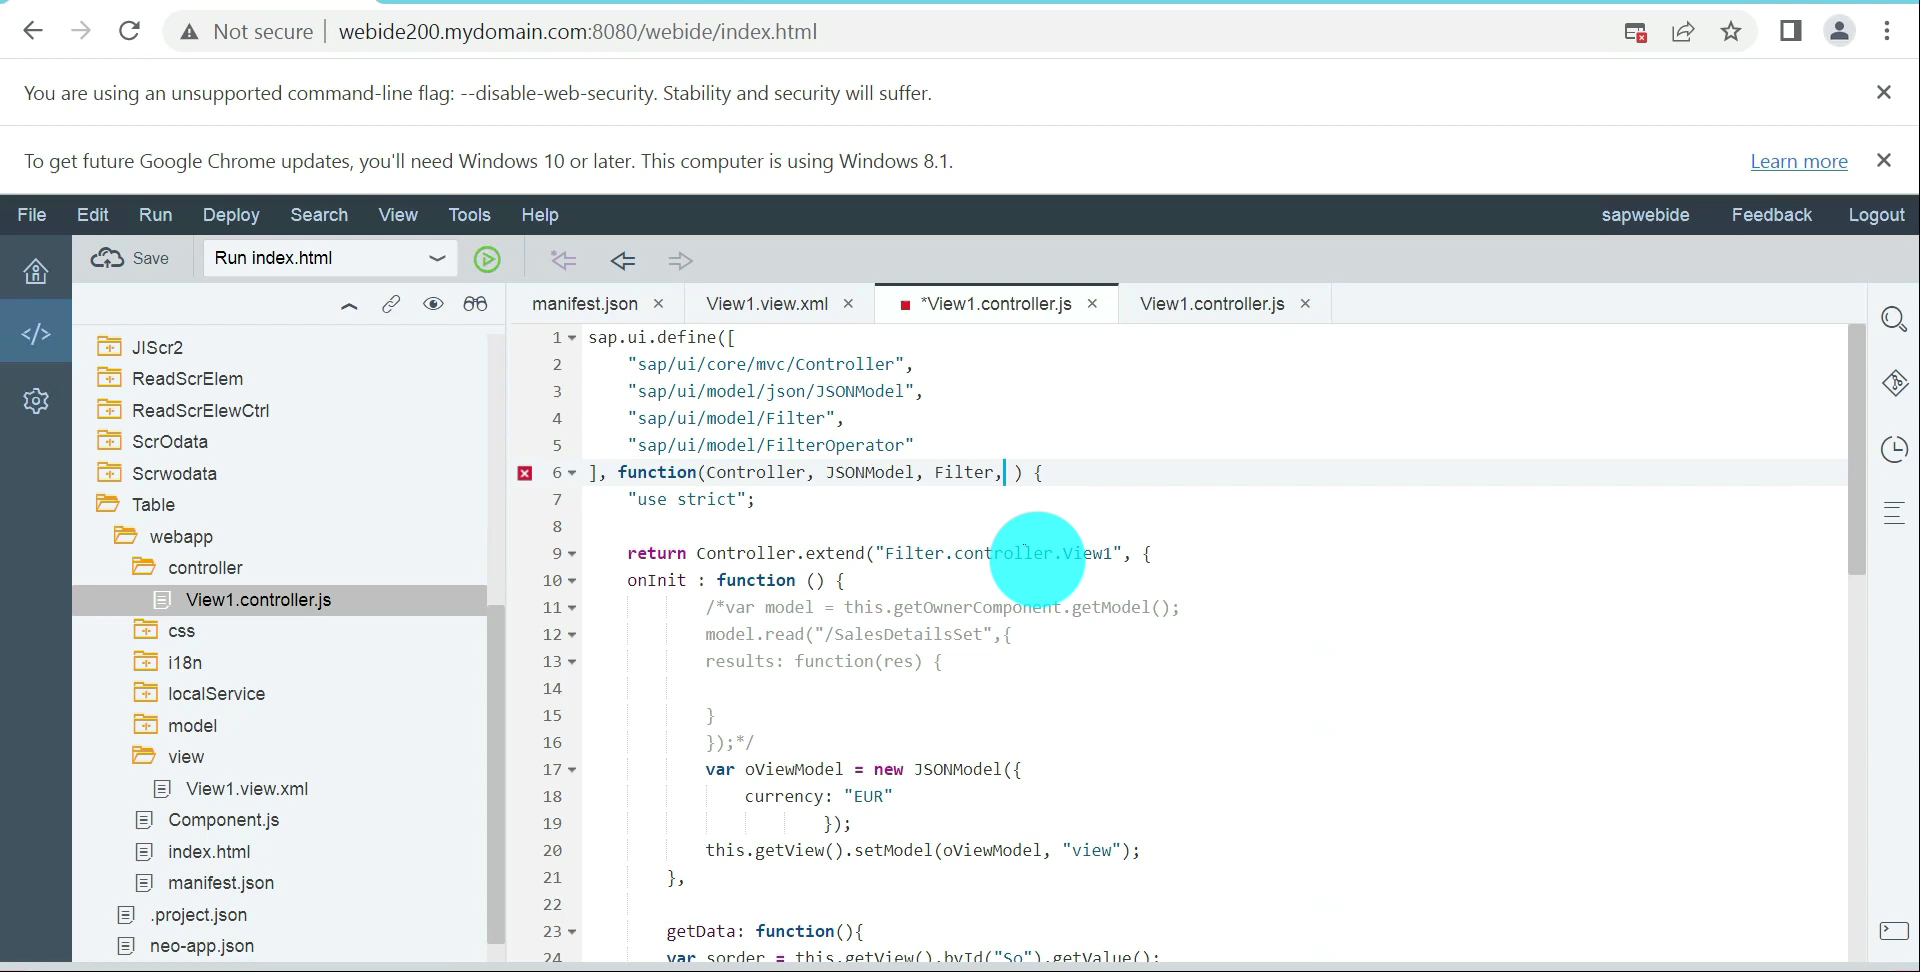 Not secure | webide200.mydomain.com:8080/webide/index.html
You are using an unsupported command-line flag: --disable-web-security. Stability and security will suffer.
To get future Google Chrome updates, you'll need Windows 10 or later. This computer is using Windows 8.1.
Learn more
File Edit Run Deploy Search View Tools Help
sapwebide Feedback Logout
Save
Run index.html
JIScr2
ReadScrElem
ReadScrElewCtrl
ScrOdata
Scrwodata
Table
webapp
controller
View1.controller.js
css
i18n
localService
model
view
View1.view.xml
Component.js
index.html
manifest.json
.project.json
neo-app.json
manifest.json
View1.view.xml
*View1.controller.js
View1.controller.js
1 sap.ui.define([
2 "sap/ui/core/mvc/Controller",
3 "sap/ui/model/json/JSONModel",
4 "sap/ui/model/Filter",
5 "sap/ui/model/FilterOperator"
6 ], function(Controller, JSONModel, Filter, ) {
7 "use strict";
8
9 return Controller.extend("Filter.controller.View1", {
10 onInit : function () {
11 /*var model = this.getOwnerComponent.getModel();
12 model.read("/SalesDetailsSet",{
13 results: function(res) {
14
15 }
16 });*/
17 var oViewModel = new JSONModel({
18 currency: "EUR"
19 });
20 this.getView().setModel(oViewModel, "view");
21 },
22
23 getData: function(){
24 var sorder = this.getView().byId("So").getValue();